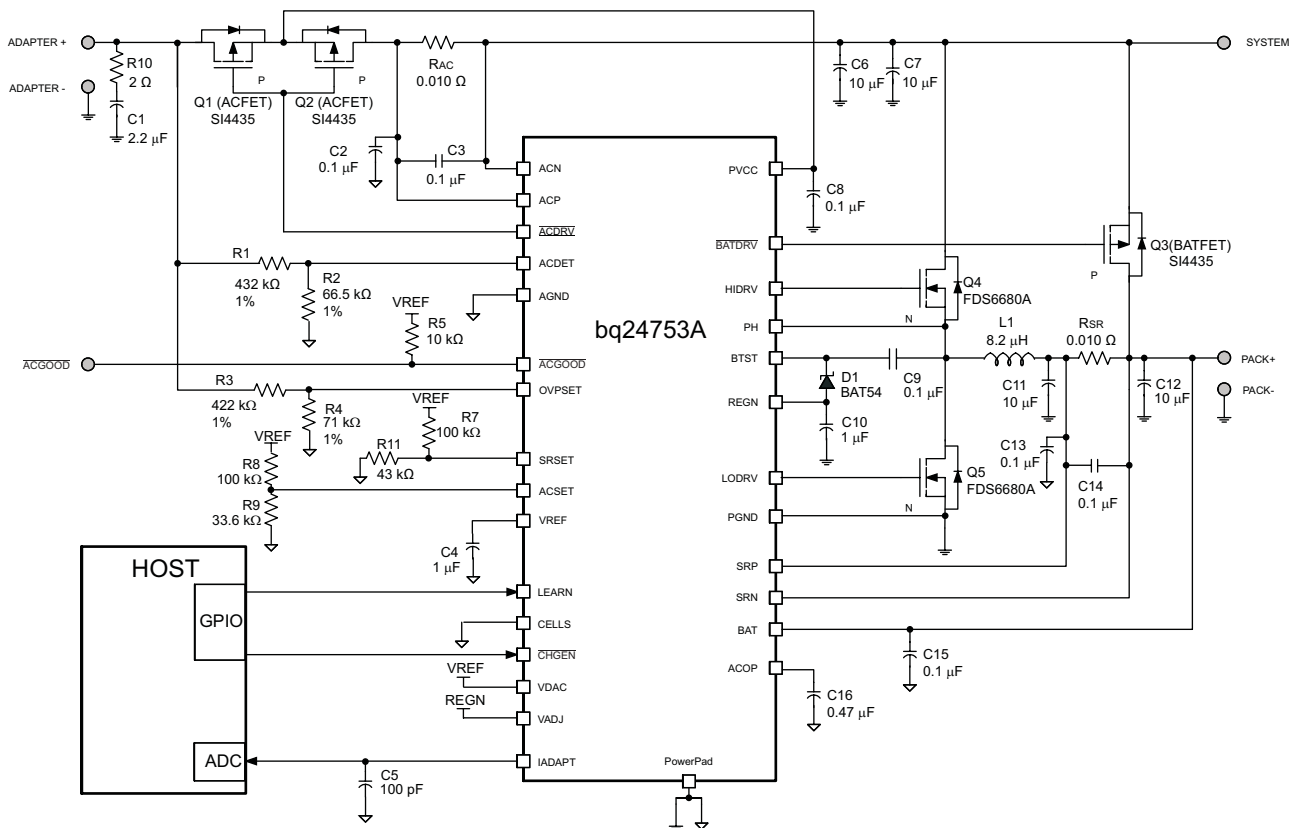 ADAPTER +
R10
2 Ω
ADAPTER -
C1
2.2 µF
P
P
Q1 (ACFET)
SI4435
Q2 (ACFET)
SI4435
RAC
0.010 Ω
C6
10 µF
C7
10 µF
SYSTEM
C2
0.1 µF
C3
0.1 µF
C8
0.1 µF
R1
432 kΩ
1%
R2
66.5 kΩ
1%
VREF
R5
10 kΩ
ACGOOD
R3
422 kΩ
1%
R4
71 kΩ
1%
VREF
R7
100 kΩ
R11
43 kΩ
VREF
R8
100 kΩ
R9
33.6 kΩ
C4
1 µF
HOST
GPIO
ADC
VREF
REGN
C5
100 pF
bq24753A
ACN
ACP
ACDRV
ACDET
AGND
ACGOOD
OVPSET
SRSET
ACSET
VREF
LEARN
CELLS
CHGEN
VDAC
VADJ
IADAPT
PowerPad
PVCC
BATDRV
HIDRV
PH
BTST
REGN
LODRV
PGND
SRP
SRN
BAT
ACOP
P
Q3(BATFET)
SI4435
Q4
FDS6680A
N
D1
BAT54
C9
0.1 µF
C10
1 µF
L1
8.2 µH
RSR
0.010 Ω
PACK+
PACK-
C11
10 µF
C12
10 µF
C13
0.1 µF
C14
0.1 µF
Q5
FDS6680A
N
C15
0.1 µF
C16
0.47 µF